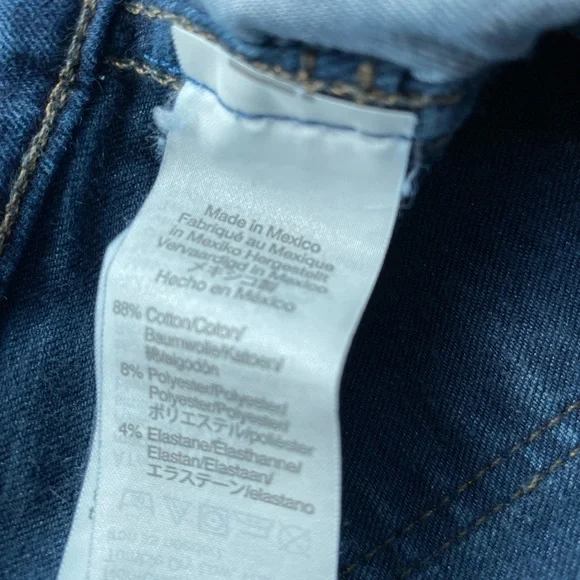 Made in Mexico
Fabriqué au Mexique
in Mexiko Hergestellt
Vervaardigd in Mexico
メキシコ製
Hecho en México
88% Cotton/Coton/
Baumwolle/Katoen/
綿/algodón
8% Polyester/Polyester/
Polyester/Polyester/
ポリエステル/poliéster
4% Elastane/Élasthanne/
Elastan/Elastaan/
エラステーン/elastano